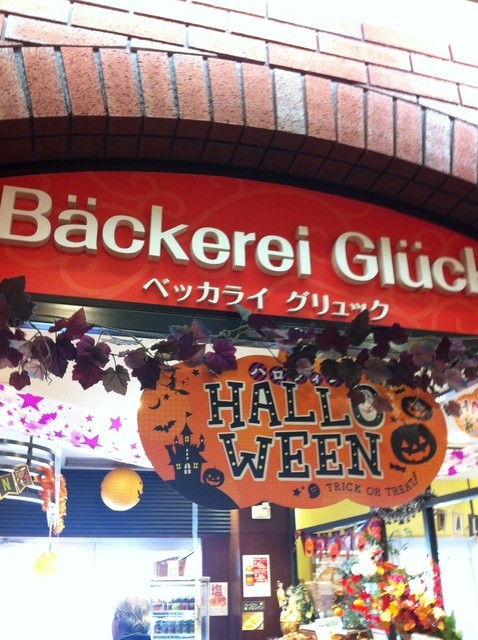 Bäckerei Glück
ベッカライ グリュック
ハロウィン
HALLO
WEEN
TRICK OR TREAT!
N
塩